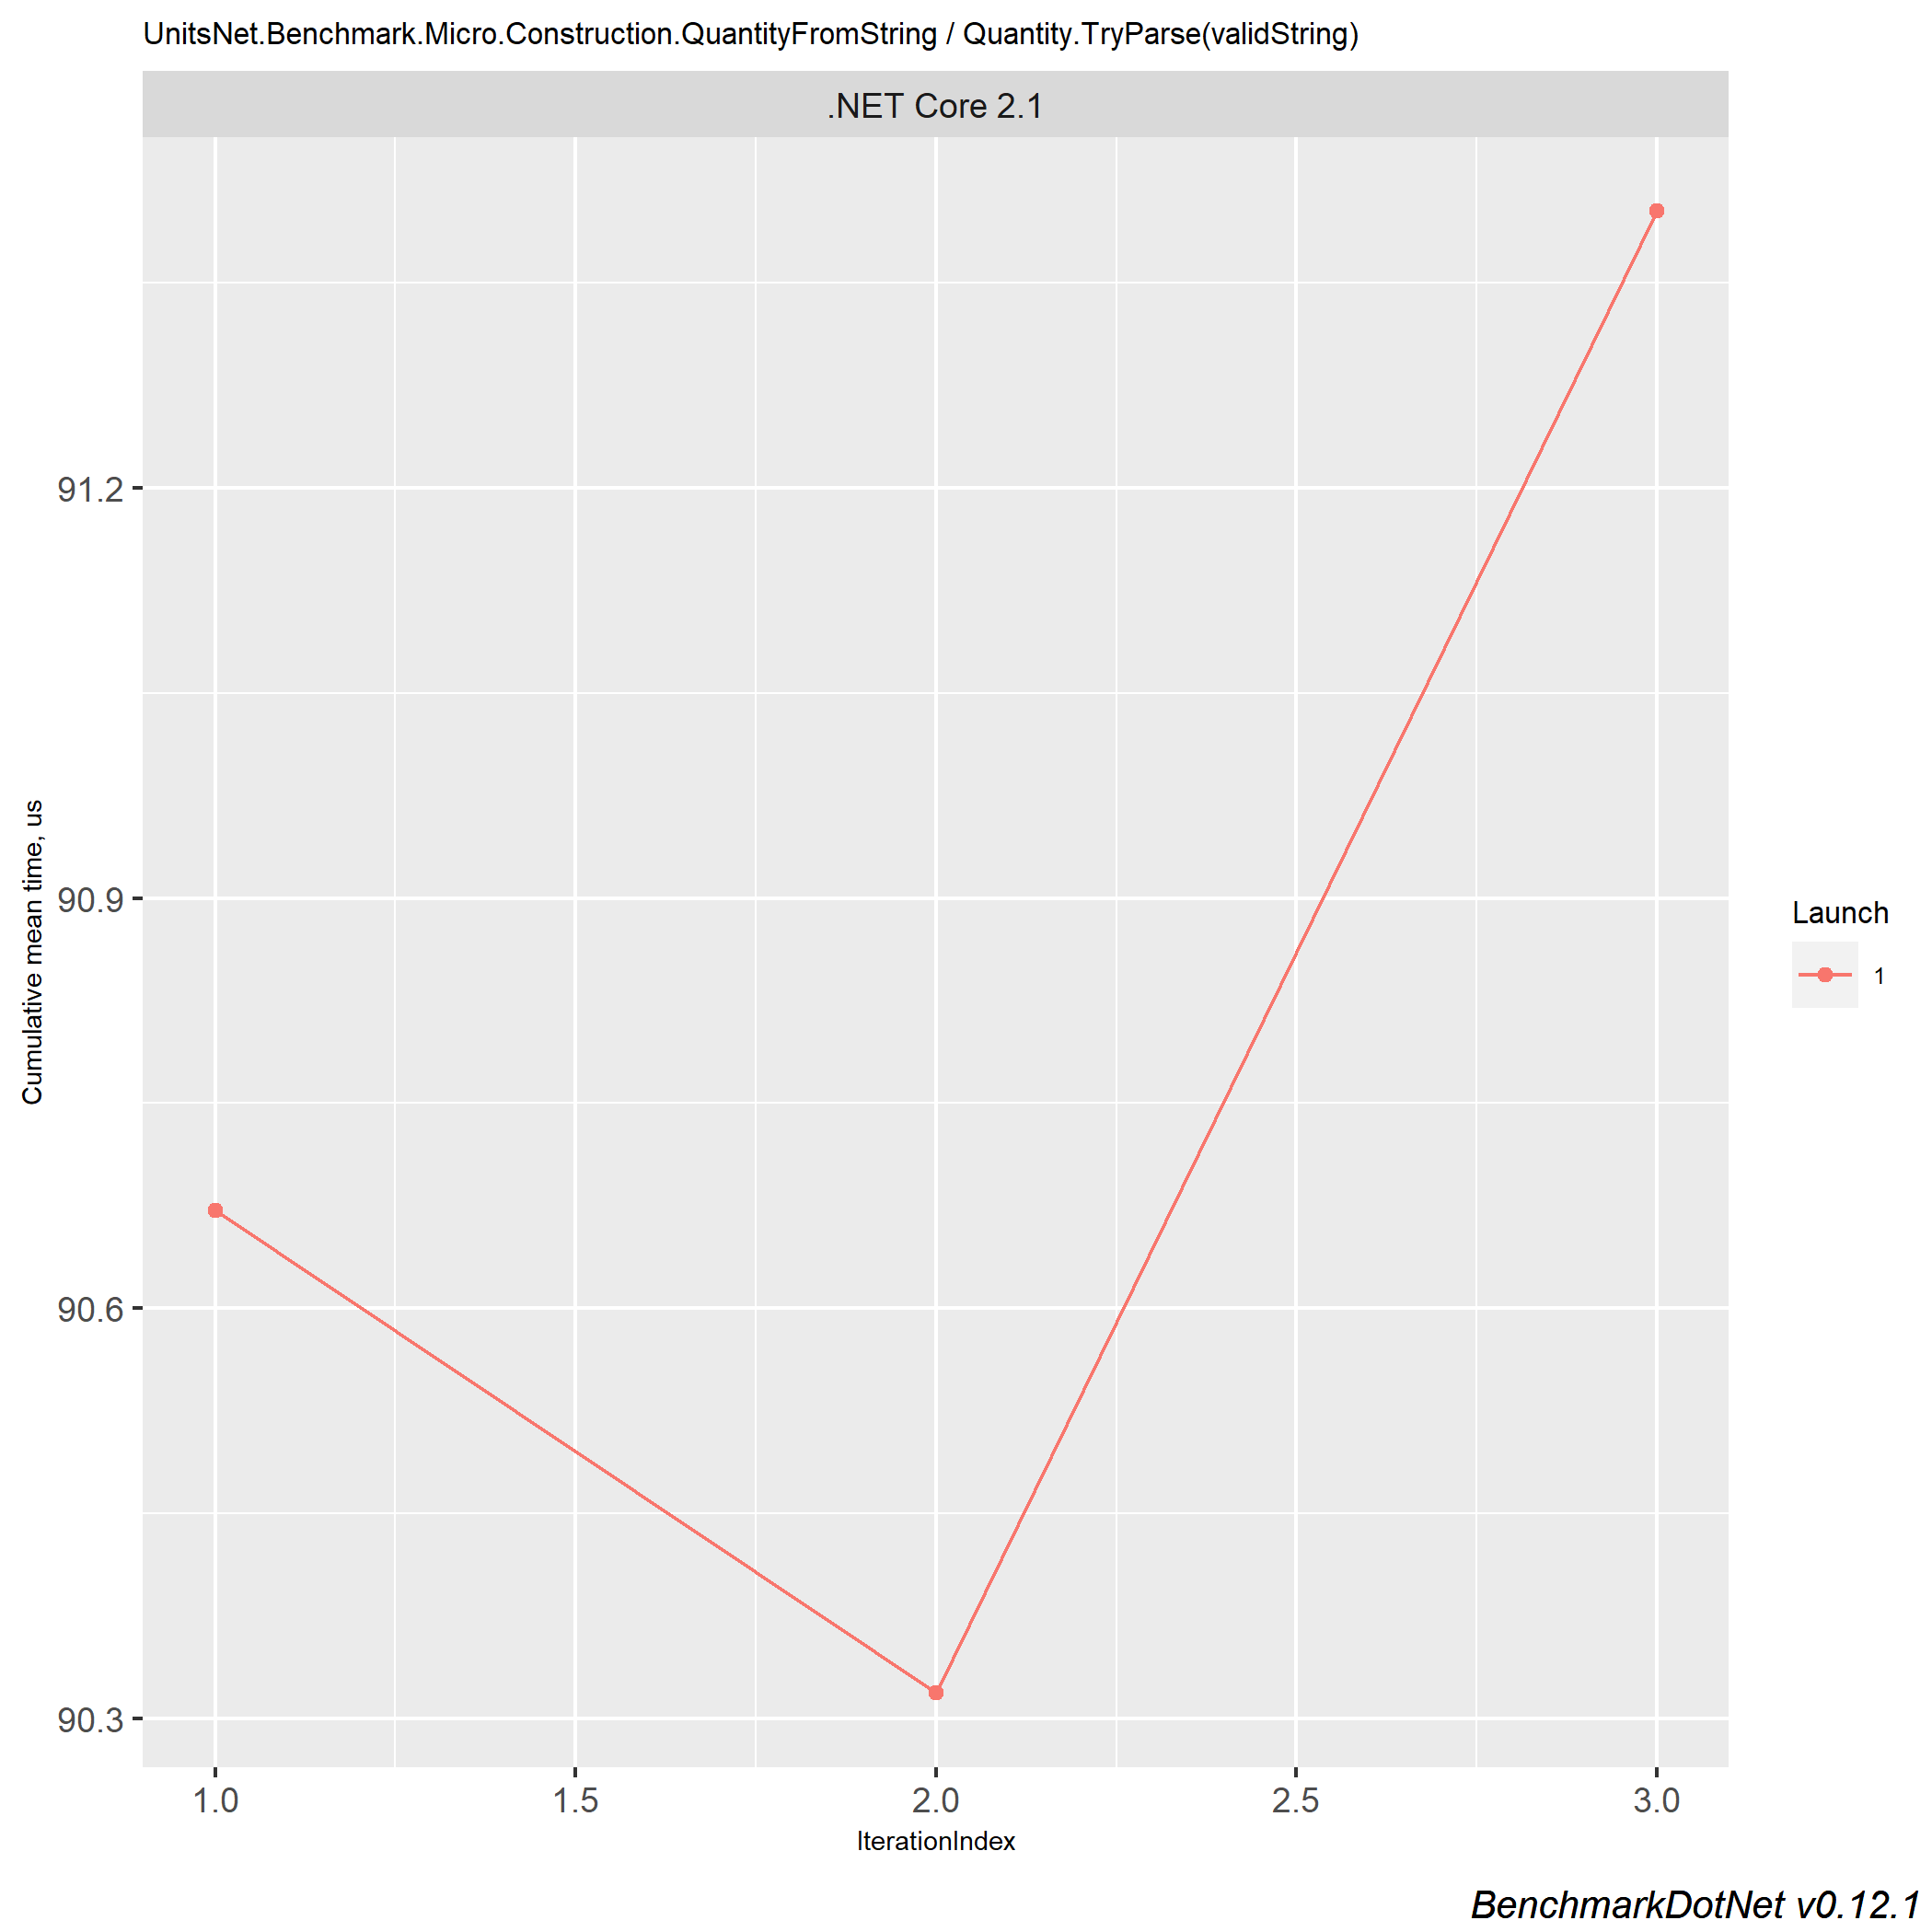 UnitsNet.Benchmark.Micro.Construction.QuantityFromString / Quantity.TryParse(validString)
.NET Core 2.1
91.2
90.9
90.6
90.3
Cumulative mean time, us
1.0 1.5 2.0 2.5 3.0
IterationIndex
Launch
1
BenchmarkDotNet v0.12.1